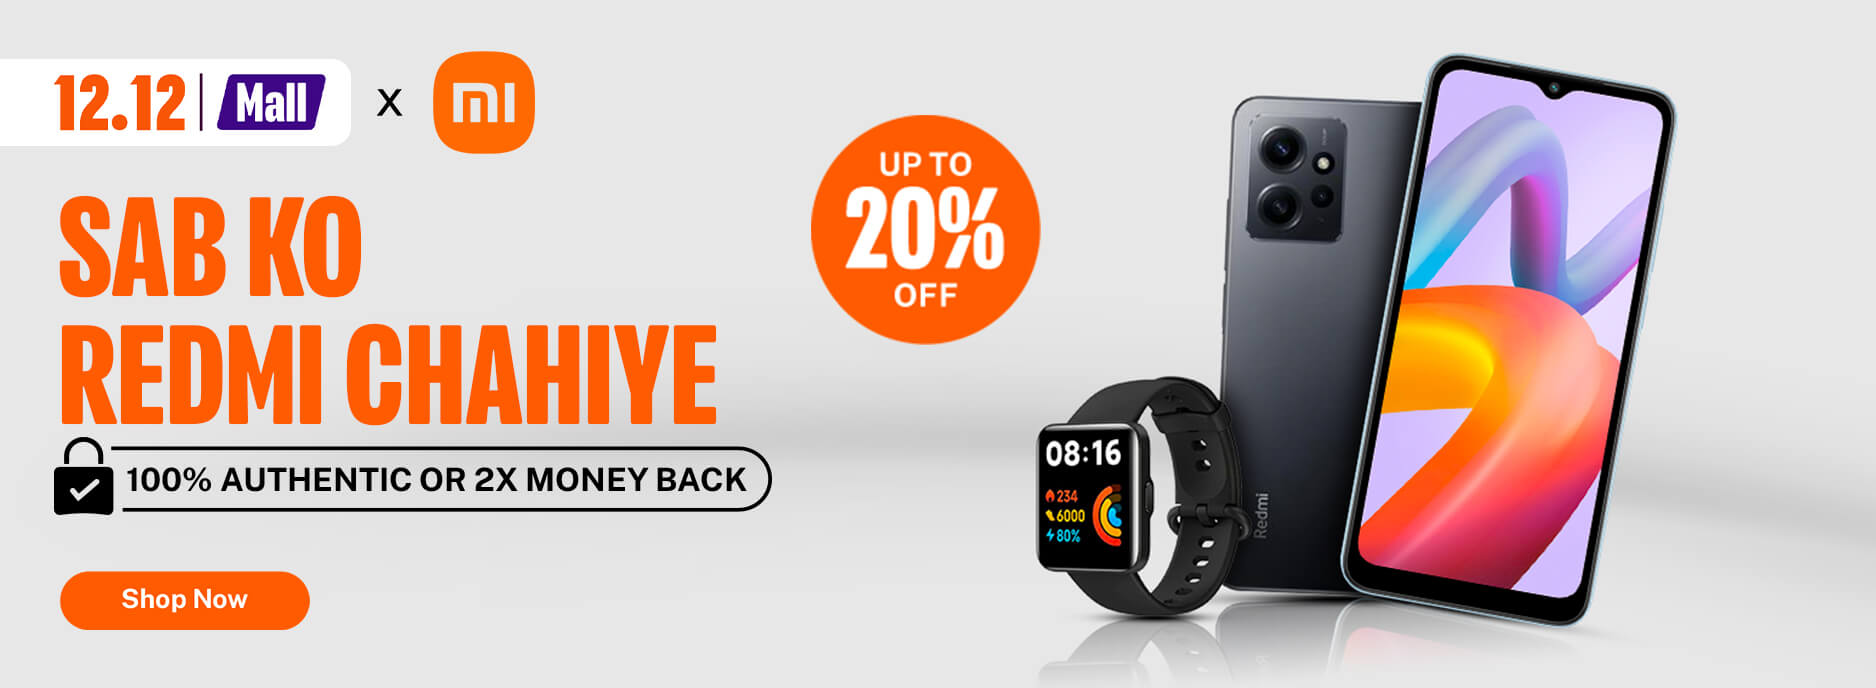 12.12 | Mall X mi
SAB KO
REDMI CHAHIYE
100% AUTHENTIC OR 2X MONEY BACK
Shop Now
UP TO
20%
OFF
08:16
234
6000
80%
Redmi